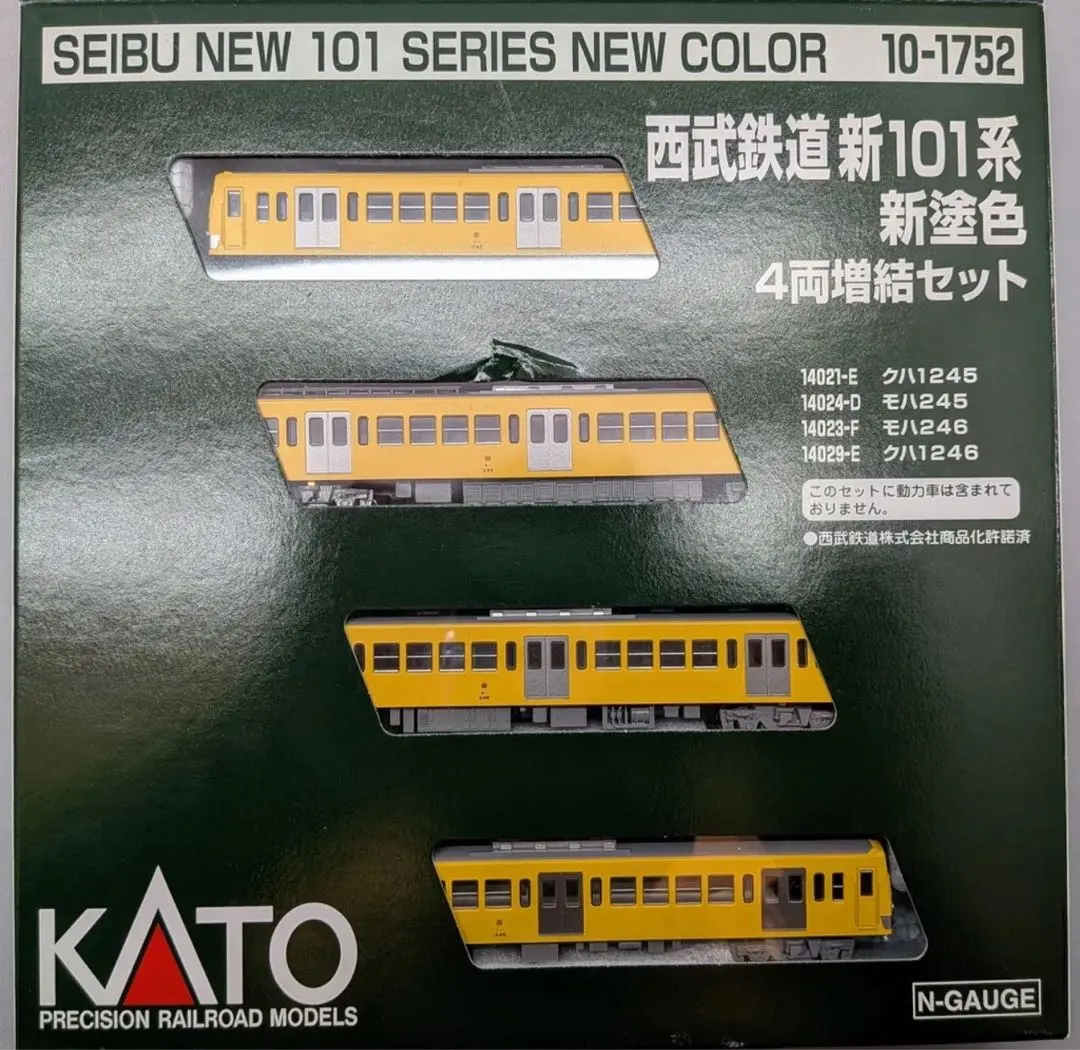 SEIBU NEW 101 SERIES NEW COLOR 10-1752
西武鉄道 新101系
新塗色
4両増結セット
14021-E クハ1245
14024-D モハ245
14023-F モハ246
14029-E クハ1246
このセットに動力車は含まれて
おりません。
●西武鉄道株式会社商品化許諾済
KATO
PRECISION RAILROAD MODELS
N-GAUGE